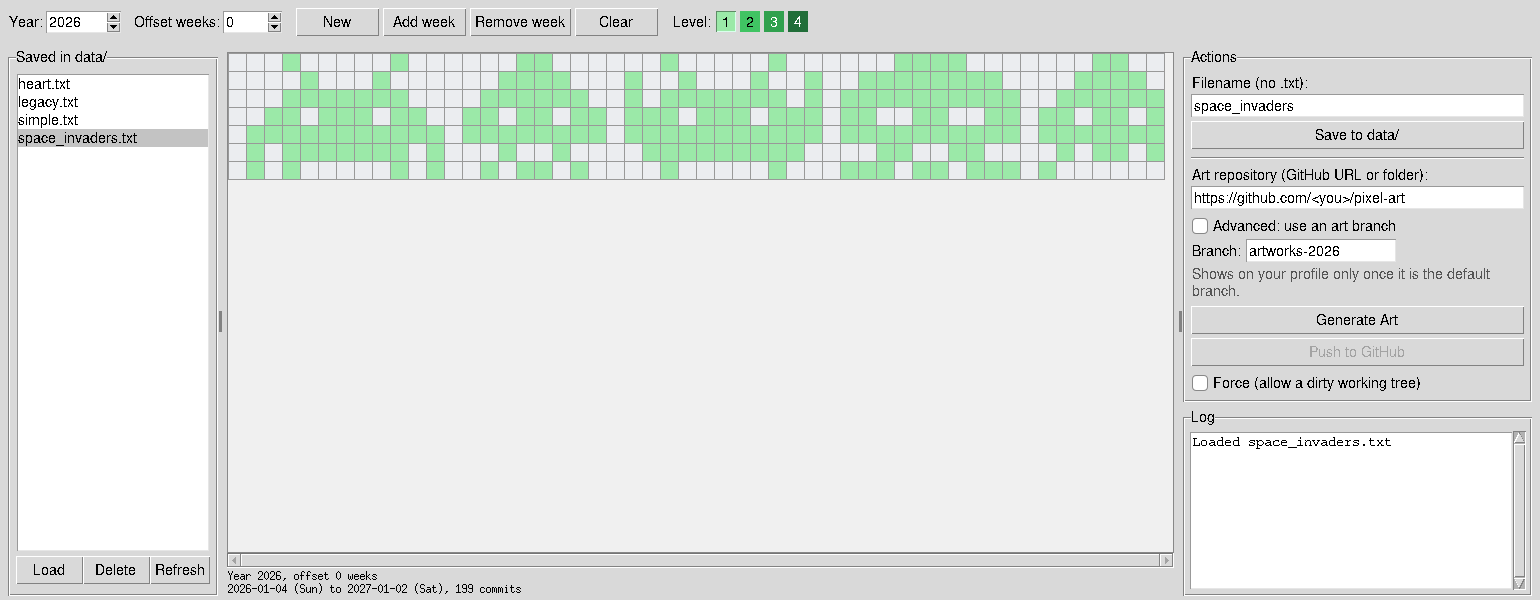 Year: 2026 Offset weeks: 0 New Add week Remove week Clear Level: 1 2 3 4
Saved in data/
heart.txt
legacy.txt
simple.txt
space_invaders.txt
Load Delete Refresh
Year 2026, offset 0 weeks
2026-01-04 (Sun) to 2027-01-02 (Sat), 199 commits
Actions
Filename (no .txt):
space_invaders
Save to data/
Art repository (GitHub URL or folder):
https://github.com/<you>/pixel-art
Advanced: use an art branch
Branch: artworks-2026
Shows on your profile only once it is the default
branch.
Generate Art
Push to GitHub
Force (allow a dirty working tree)
Log
Loaded space_invaders.txt